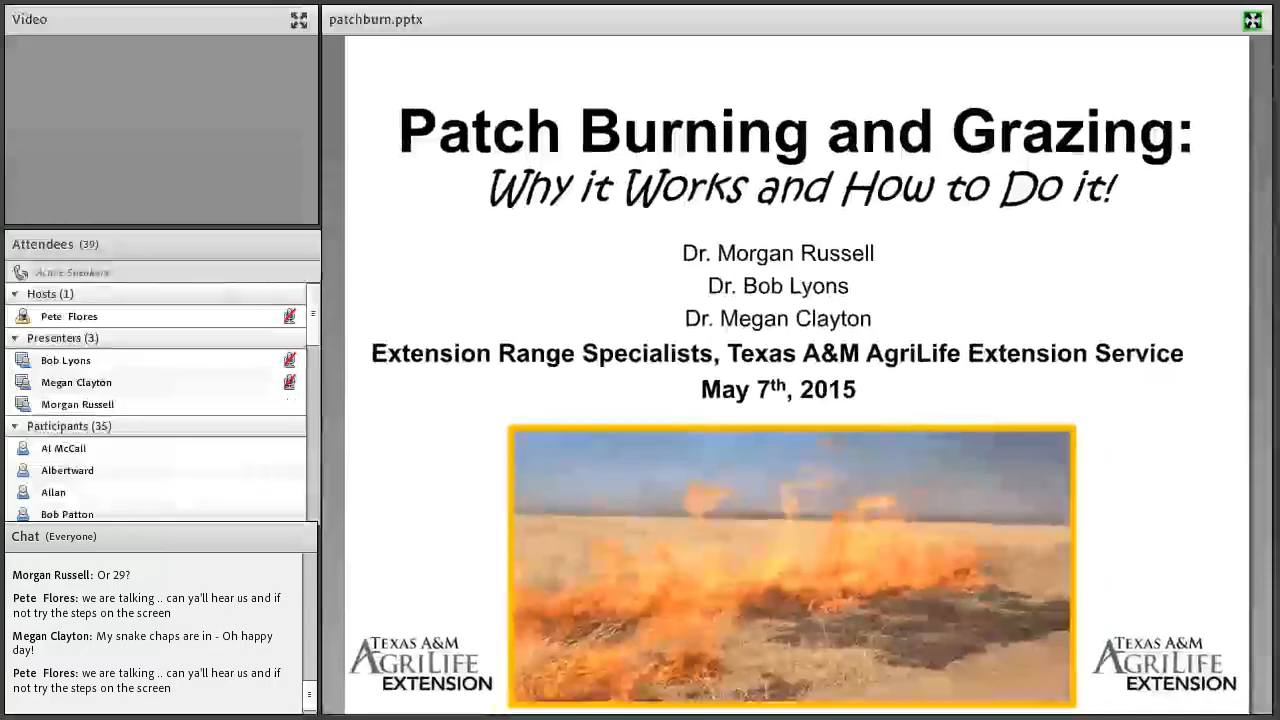 Video
patchburn.pptx
Attendees (39)
Active Speakers
Hosts (1)
Pete Flores
Presenters (3)
Bob Lyons
Megan Clayton
Morgan Russell
Participants (35)
Al McCall
Albertward
Allan
Bob Patton
Chat (Everyone)
Morgan Russell: Or 29?
Pete Flores: we are talking .. can ya'll hear us and if
not try the steps on the screen
Megan Clayton: My snake chaps are in - Oh happy
day!
Pete Flores: we are talking .. can ya'll hear us and if
not try the steps on the screen
Patch Burning and Grazing:
Why it Works and How to Do it!
Dr. Morgan Russell
Dr. Bob Lyons
Dr. Megan Clayton
Extension Range Specialists, Texas A&M AgriLife Extension Service
May 7th, 2015
TEXAS A&M
AGRILIFE
EXTENSION
TEXAS A&M
AGRILIFE
EXTENSION